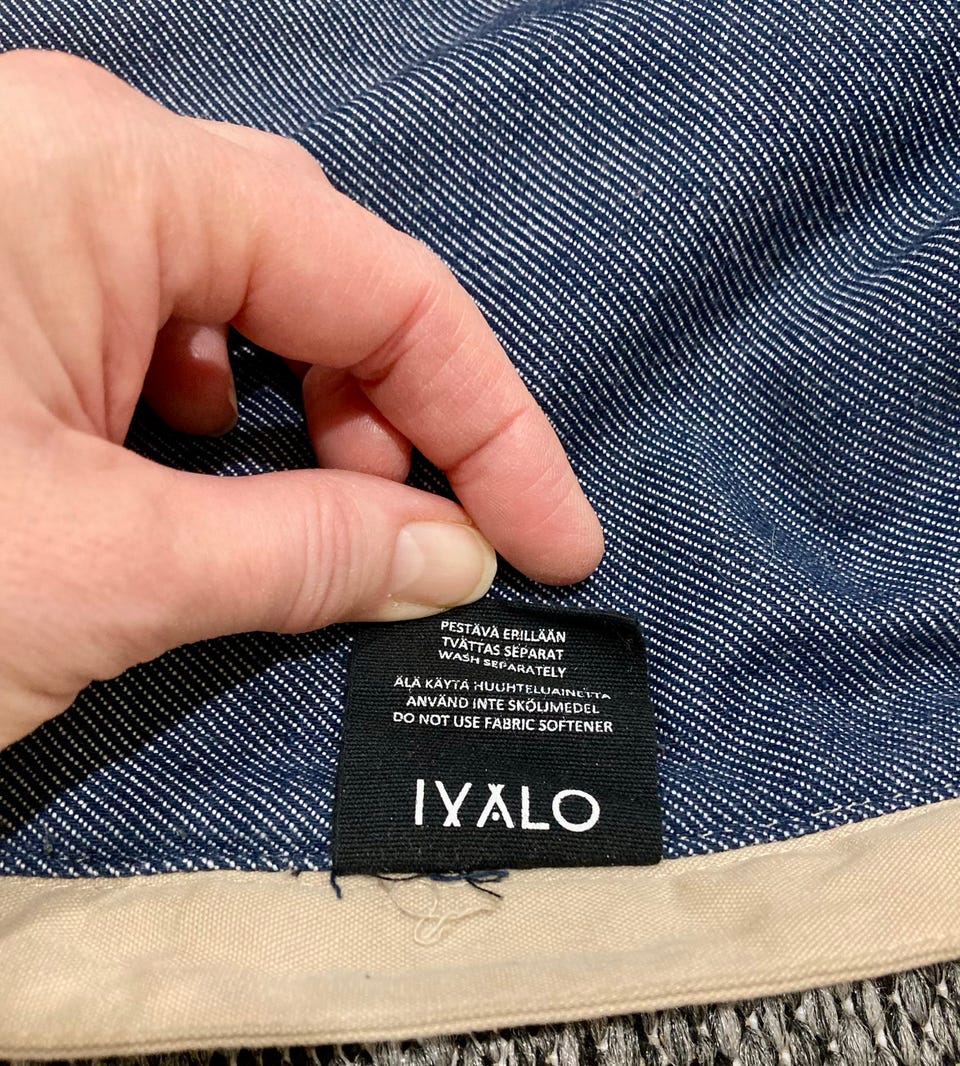 PESTÄVÄ ERILLÄÄN
TVÄTTAS SEPARAT
WASH SEPARATELY
ÄLÄ KÄYTÄ HUUHTELUAINETTA
ANVÄND INTE SKÖLJMEDEL
DO NOT USE FABRIC SOFTENER
IVALO